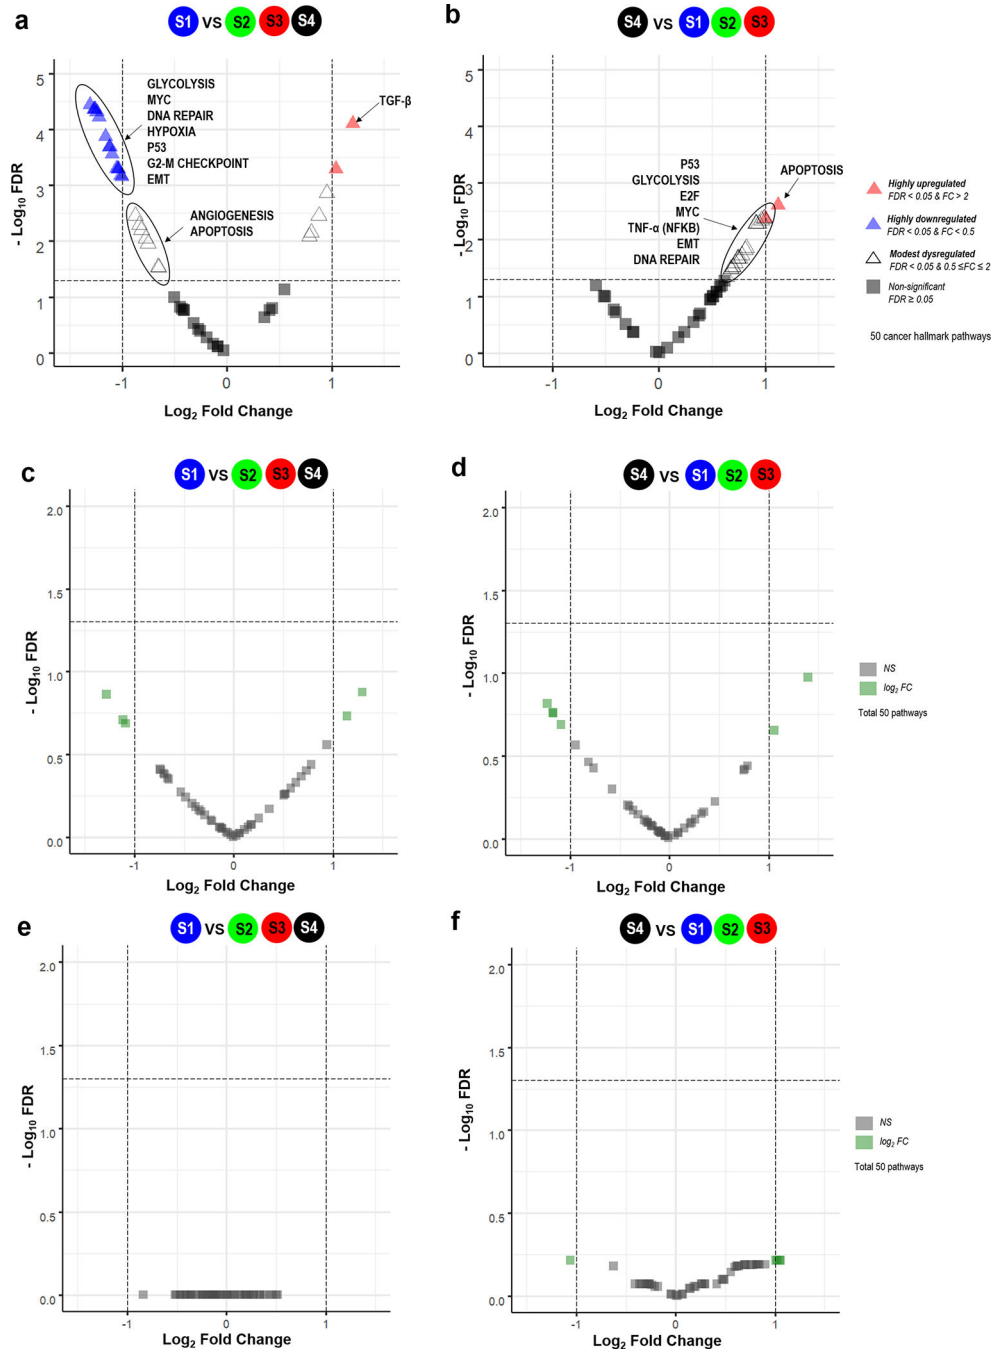 a
S1 VS S2 S3 S4
GLYCOLYSIS
MYC
DNA REPAIR
HYPOXIA
P53
G2-M CHECKPOINT
EMT
TGF-β
ANGIOGENESIS
APOPTOSIS
5
4
3
2
1
0
- Log10 FDR
-1 0 1
Log2 Fold Change
b
S4 VS S1 S2 S3
P53
GLYCOLYSIS
E2F
MYC
TNF-α (NFKB)
EMT
DNA REPAIR
APOPTOSIS
5
4
3
2
1
0
-Log10 FDR
-1 0 1
Log2 Fold Change
Highly upregulated
FDR < 0.05 & FC > 2
Highly downregulated
FDR < 0.05 & FC < 0.5
Modest dysregulated
FDR < 0.05 & 0.5 ≤FC ≤ 2
Non-significant
FDR ≥ 0.05
50 cancer hallmark pathways
c
S1 VS S2 S3 S4
2.0
1.5
1.0
0.5
0.0
- Log10 FDR
-1 0 1
Log2 Fold Change
d
S4 VS S1 S2 S3
2.0
1.5
1.0
0.5
0.0
- Log10 FDR
-1 0 1
Log2 Fold Change
NS
log2 FC
Total 50 pathways
e
S1 VS S2 S3 S4
2.0
1.5
1.0
0.5
0.0
- Log10 FDR
-1 0 1
Log2 Fold Change
f
S4 VS S1 S2 S3
2.0
1.5
1.0
0.5
0.0
- Log10 FDR
-1 0 1
Log2 Fold Change
NS
log2 FC
Total 50 pathways